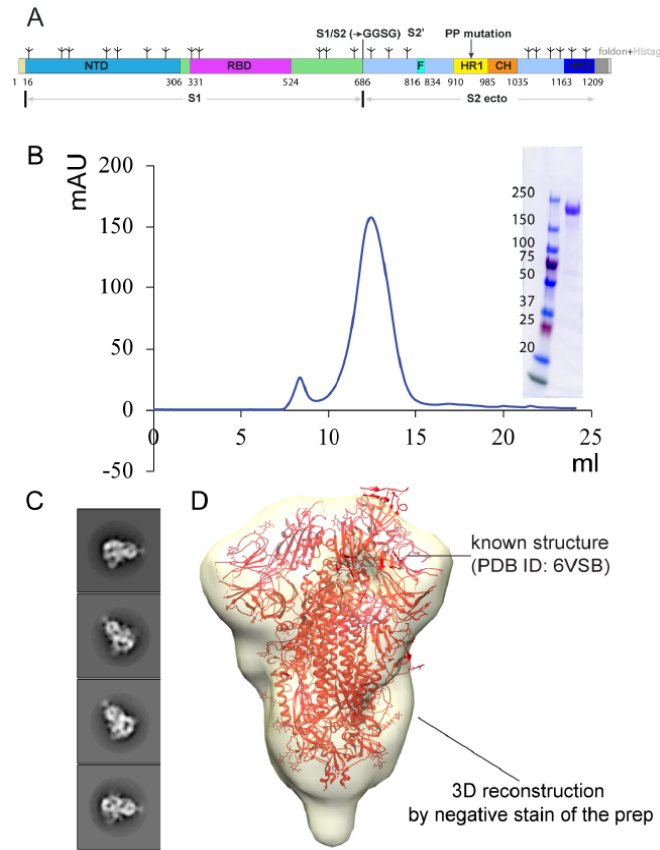 A
S1/S2 (→GGSG) S2' PP mutation
foldon+Histag
NTD RBD F HR1 CH
1 16 306 331 524 686 816 834 910 985 1035 1163 1209
S1 S2 ecto
B
mAU
200
150
100
50
0
-50
0 5 10 15 20 25
ml
250
150
100
75
50
37
25
20
C
D
known structure
(PDB ID: 6VSB)
3D reconstruction
by negative stain of the prep